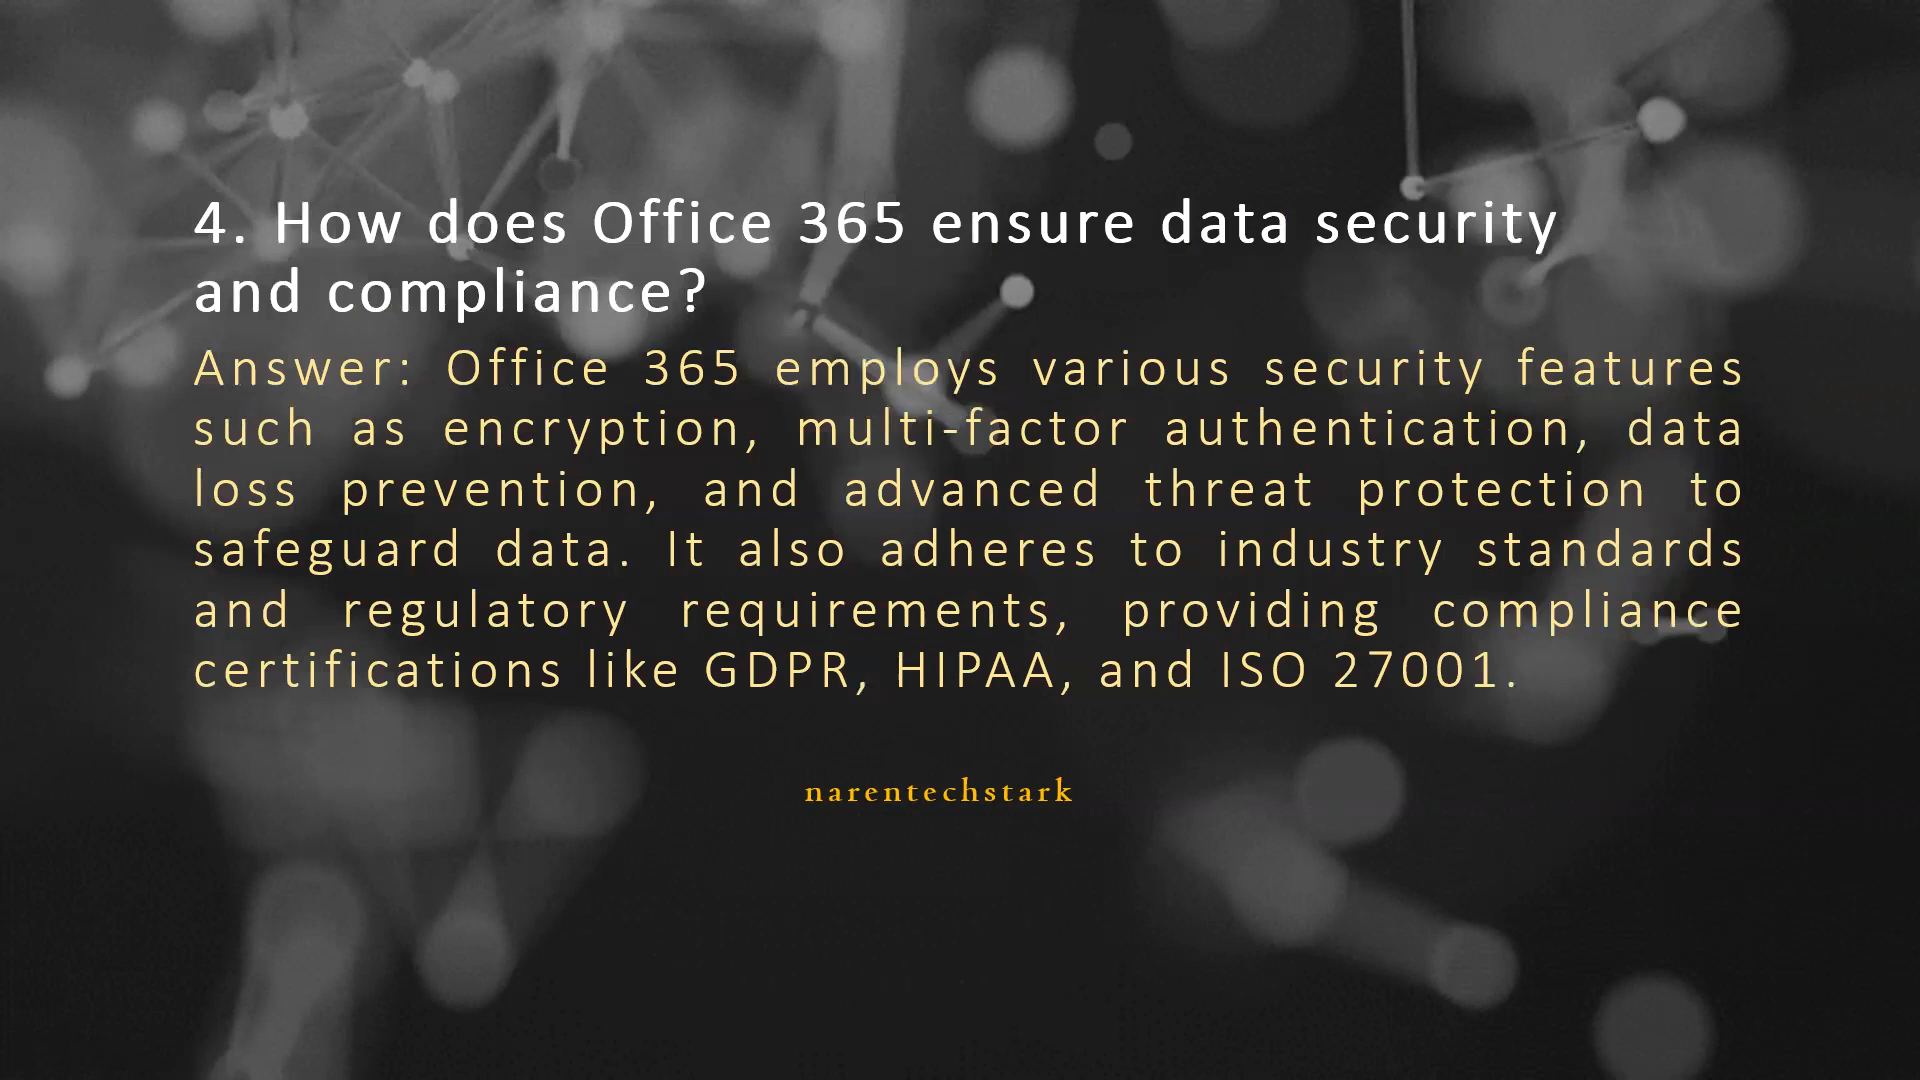 4. How does Office 365 ensure data security
and compliance?
Answer: Office 365 employs various security features
such as encryption, multi-factor authentication, data
loss prevention, and advanced threat protection to
safeguard data. It also adheres to industry standards
and regulatory requirements, providing compliance
certifications like GDPR, HIPAA, and ISO 27001.
narentechstark